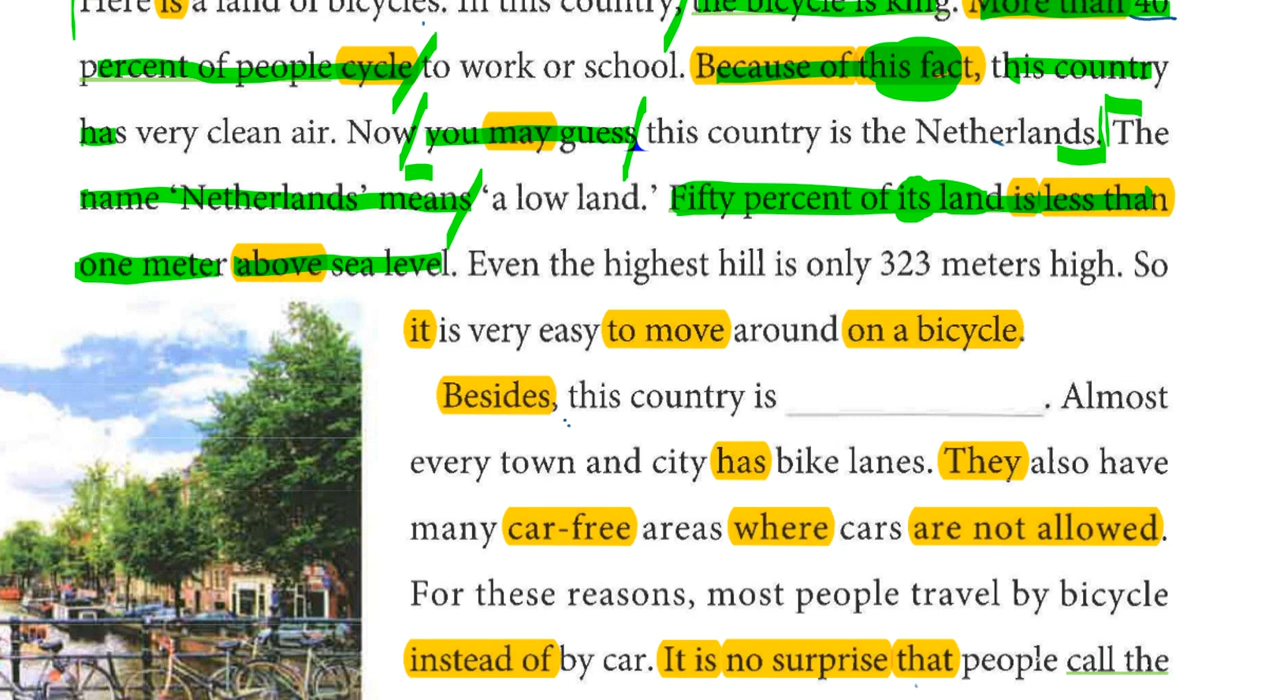 Here is a land of bicycles. In this country, the bicycle is king. More than 40
percent of people cycle to work or school. Because of this fact, this country
has very clean air. Now you may guess this country is the Netherlands. The
name ‘Netherlands’ means ‘a low land.’ Fifty percent of its land is less than
one meter above sea level. Even the highest hill is only 323 meters high. So
it is very easy to move around on a bicycle.
Besides, this country is ____________. Almost
every town and city has bike lanes. They also have
many car-free areas where cars are not allowed.
For these reasons, most people travel by bicycle
instead of by car. It is no surprise that people call the